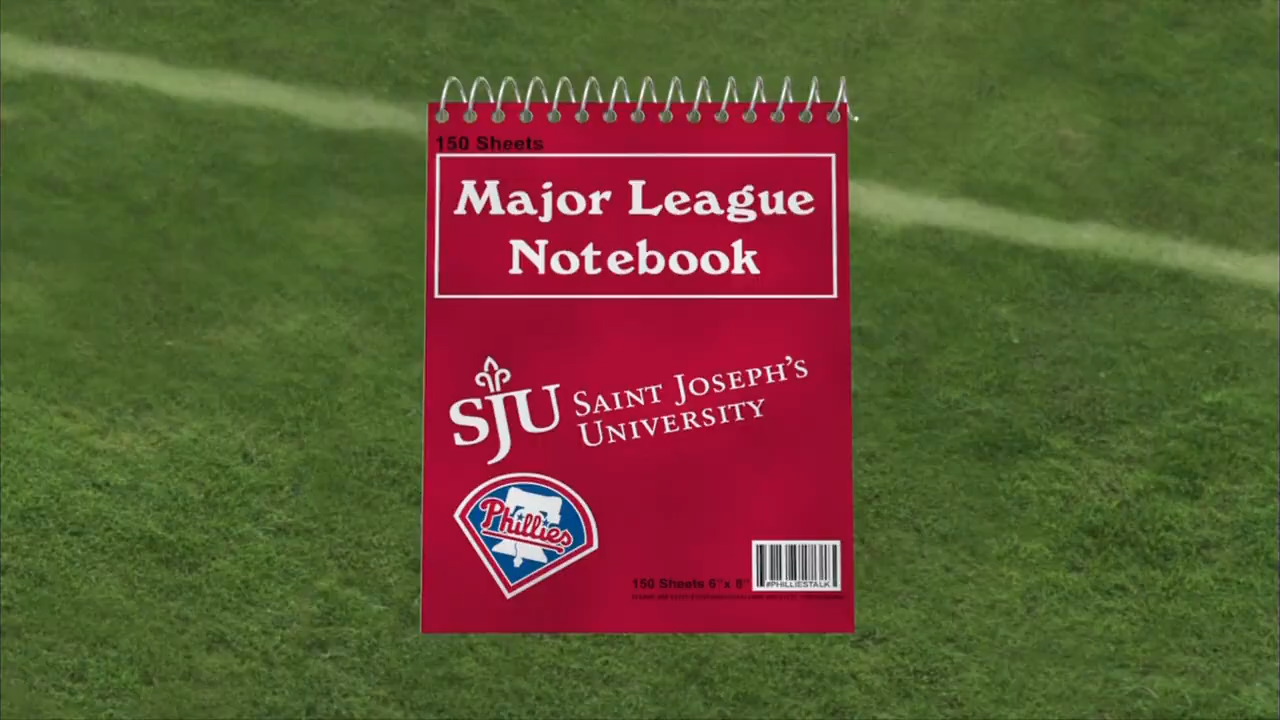 150 Sheets
Major League
Notebook
SJU
SAINT JOSEPH'S
UNIVERSITY
Phillies
150 Sheets 6"x 8"
#PHILLIESTALK